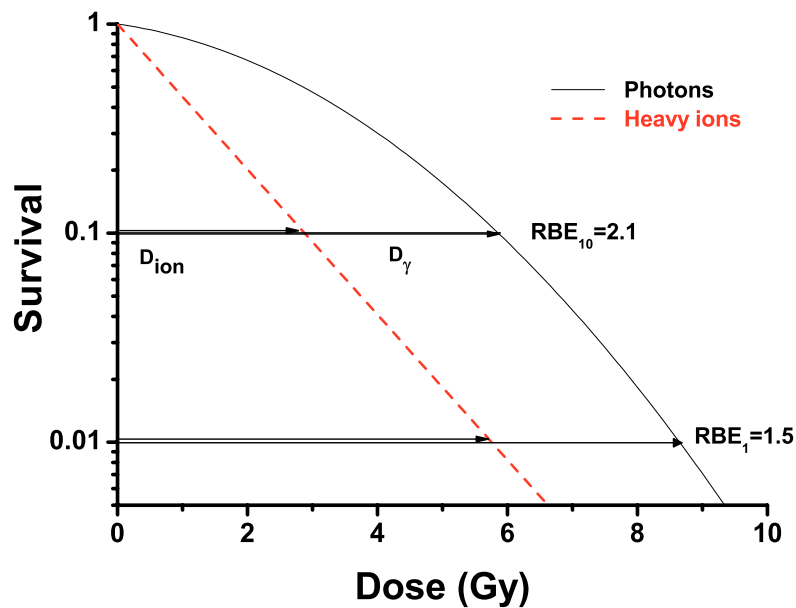 1
Photons
Heavy ions
Survival
0.1
RBE10=2.1
Dion
Dγ
0.01
RBE1=1.5
0 2 4 6 8 10
Dose (Gy)